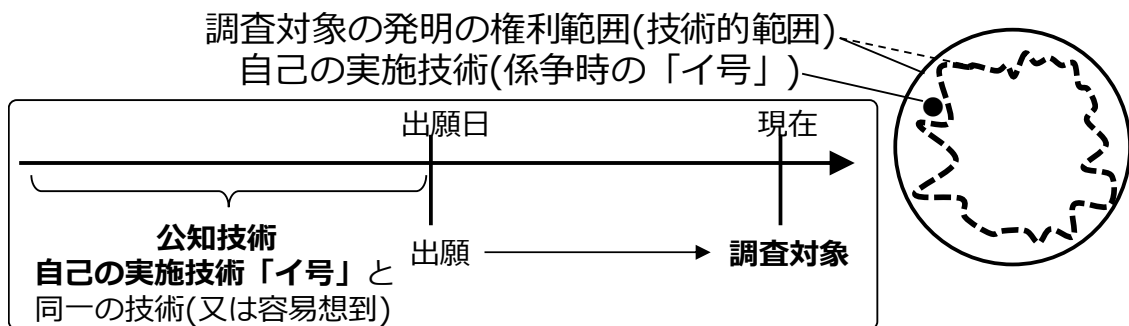 調査対象の発明の権利範囲(技術的範囲)
自己の実施技術(係争時の「イ号」)
出願日
現在
公知技術
自己の実施技術「イ号」と
同一の技術(又は容易想到)
出願
調査対象